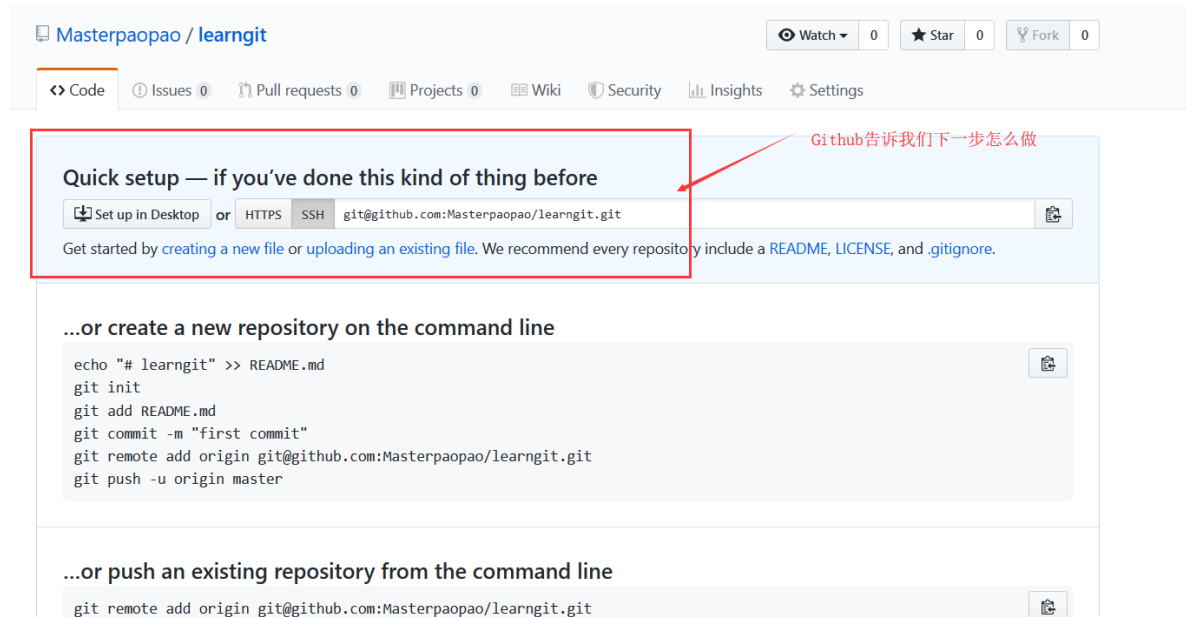 Masterpaopao / learngit
Watch 0 Star 0 Fork 0
Code Issues 0 Pull requests 0 Projects 0 Wiki Security Insights Settings
Github告诉我们下一步怎么做
Quick setup — if you’ve done this kind of thing before
Set up in Desktop or HTTPS SSH git@github.com:Masterpaopao/learngit.git
Get started by creating a new file or uploading an existing file. We recommend every repository include a README, LICENSE, and .gitignore.
…or create a new repository on the command line
echo "# learngit" >> README.md
git init
git add README.md
git commit -m "first commit"
git remote add origin git@github.com:Masterpaopao/learngit.git
git push -u origin master
…or push an existing repository from the command line
git remote add origin git@github.com:Masterpaopao/learngit.git